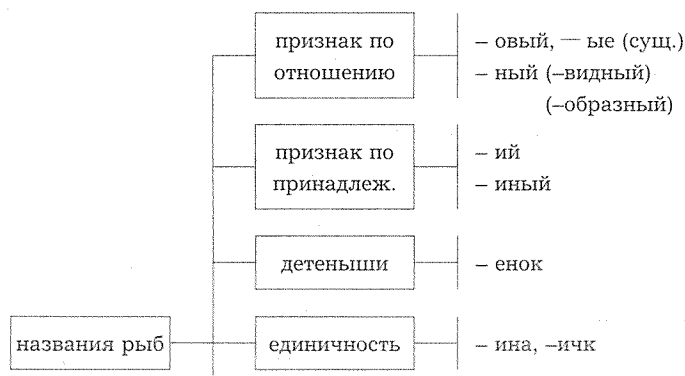 признак по
отношению
– овый, — ые (сущ.)
– ный (–видный)
(–образный)
признак по
принадлеж.
– ий
– иный
детеныши
– енок
названия рыб
единичность
– ина, –ичк